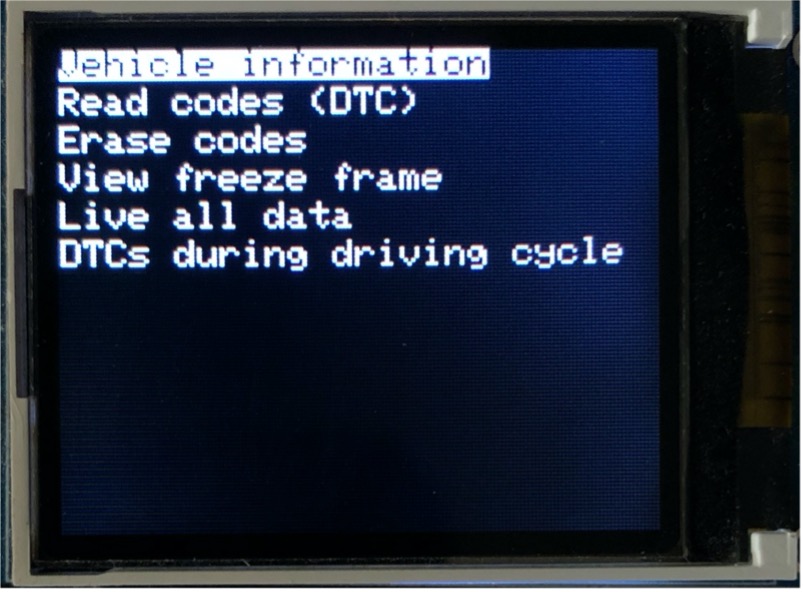 Vehicle information
Read codes (DTC)
Erase codes
View freeze frame
Live all data
DTCs during driving cycle